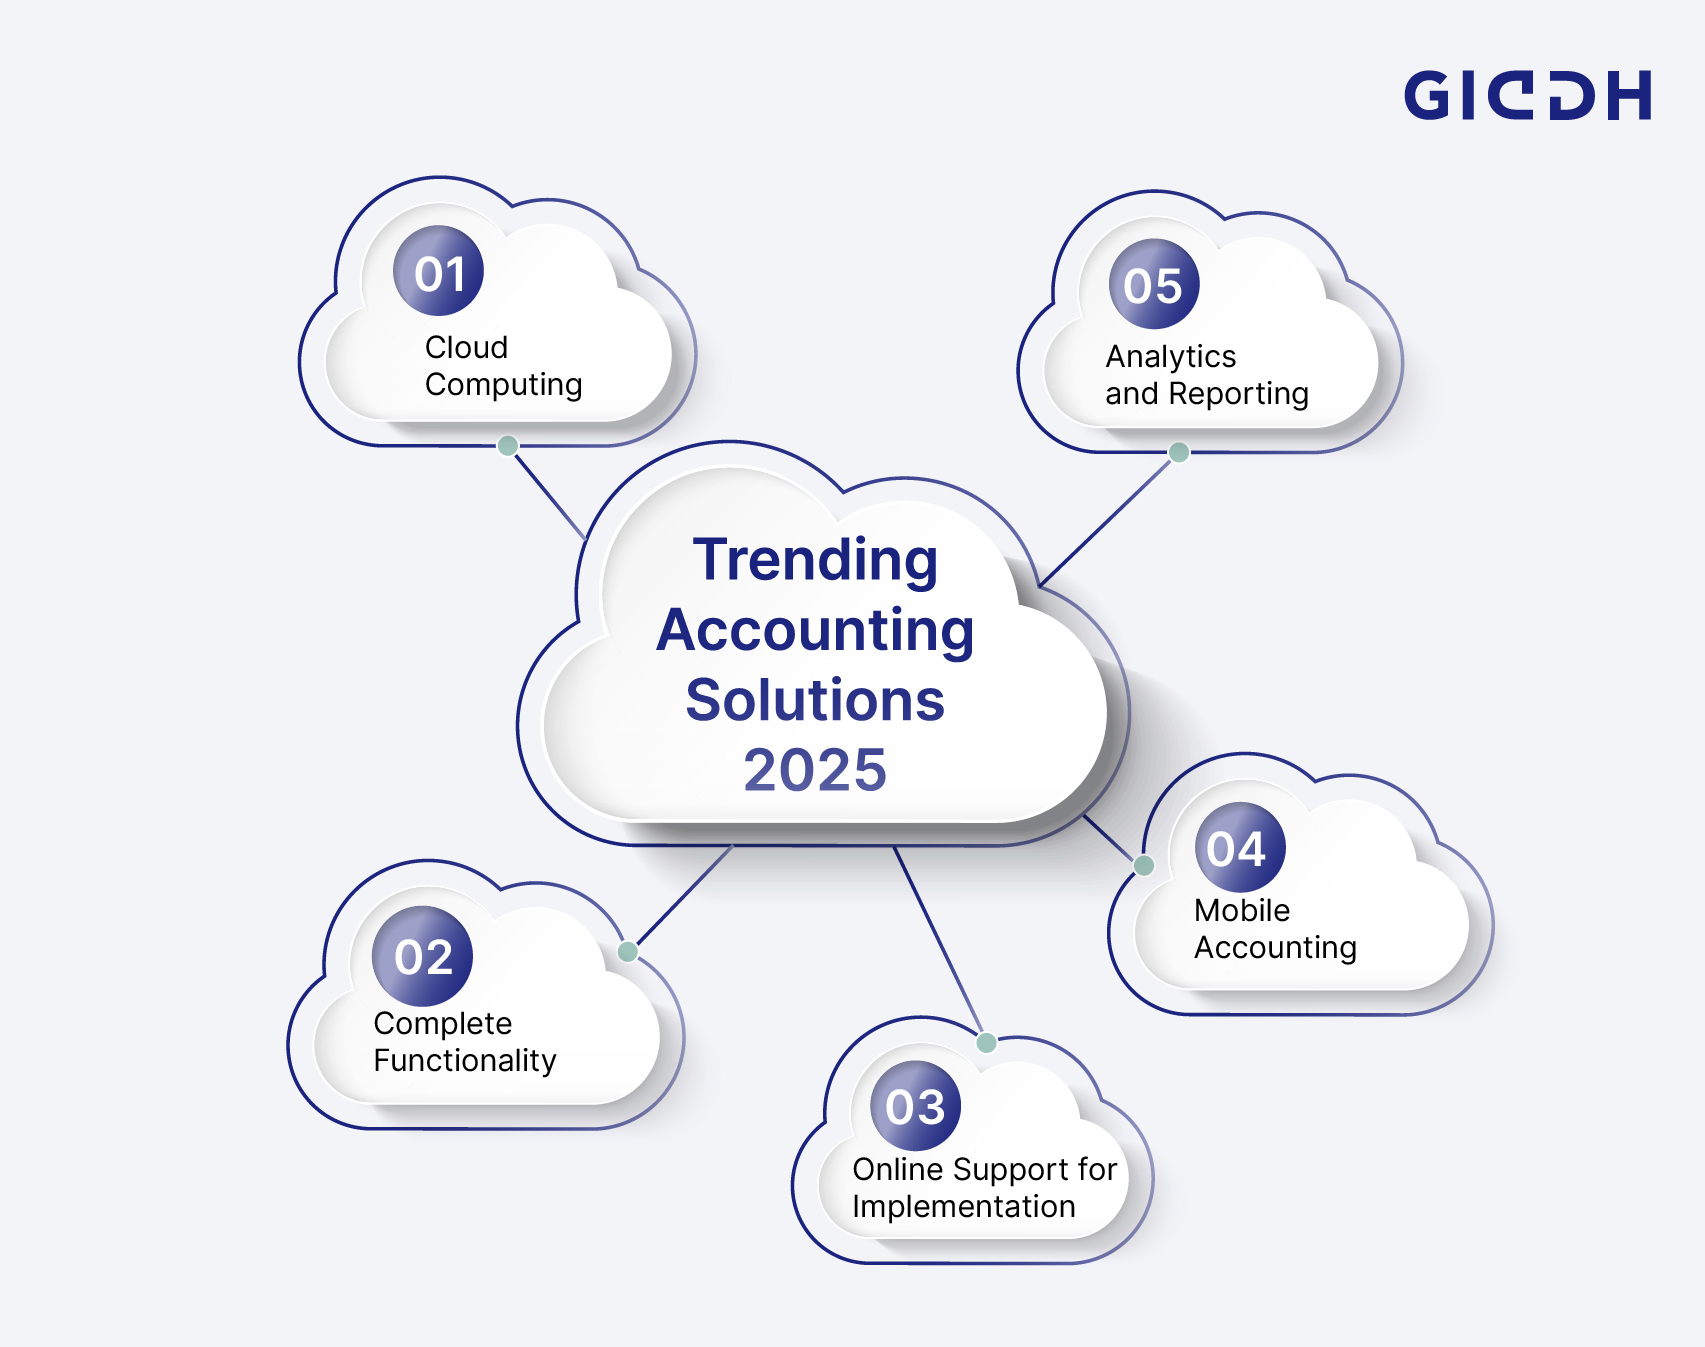 GIDDH
01
Cloud
Computing
05
Analytics
and Reporting
Trending
Accounting
Solutions
2025
04
Mobile
Accounting
02
Complete
Functionality
03
Online Support for
Implementation